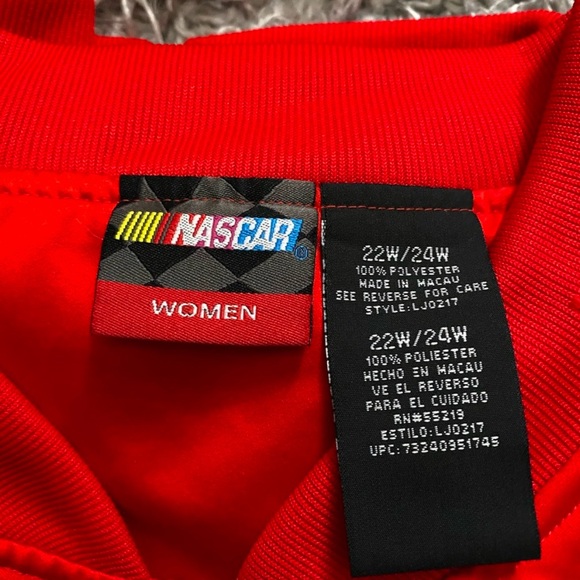 NASCAR
WOMEN
22W/24W
100% POLYESTER
MADE IN MACAU
SEE REVERSE FOR CARE
STYLE:LJ0217
22W/24W
100% POLIESTER
HECHO EN MACAU
VE EL REVERSO
PARA EL CUIDADO
RN#55219
ESTILO:LJ0217
UPC:73240951745